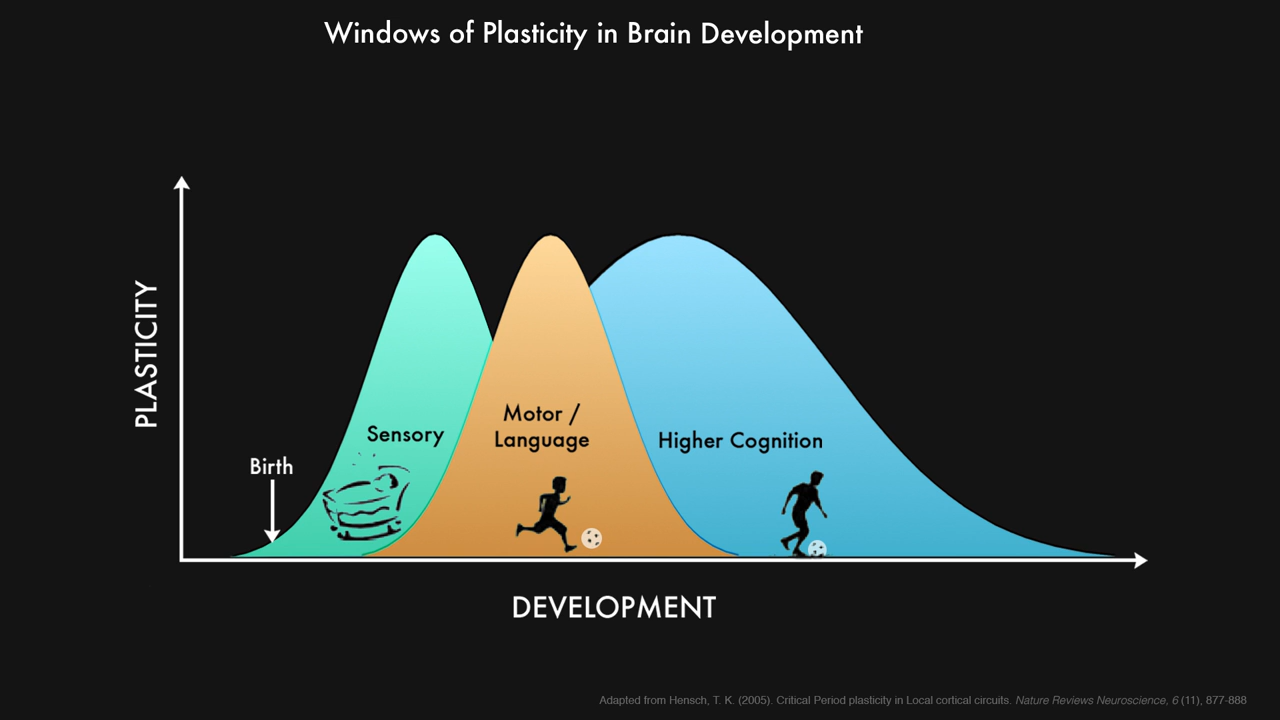 Windows of Plasticity in Brain Development
PLASTICITY
Birth
Sensory
Motor /
Language
Higher Cognition
DEVELOPMENT
Adapted from Hensch, T. K. (2005). Critical Period plasticity in Local cortical circuits. Nature Reviews Neuroscience, 6 (11), 877-888